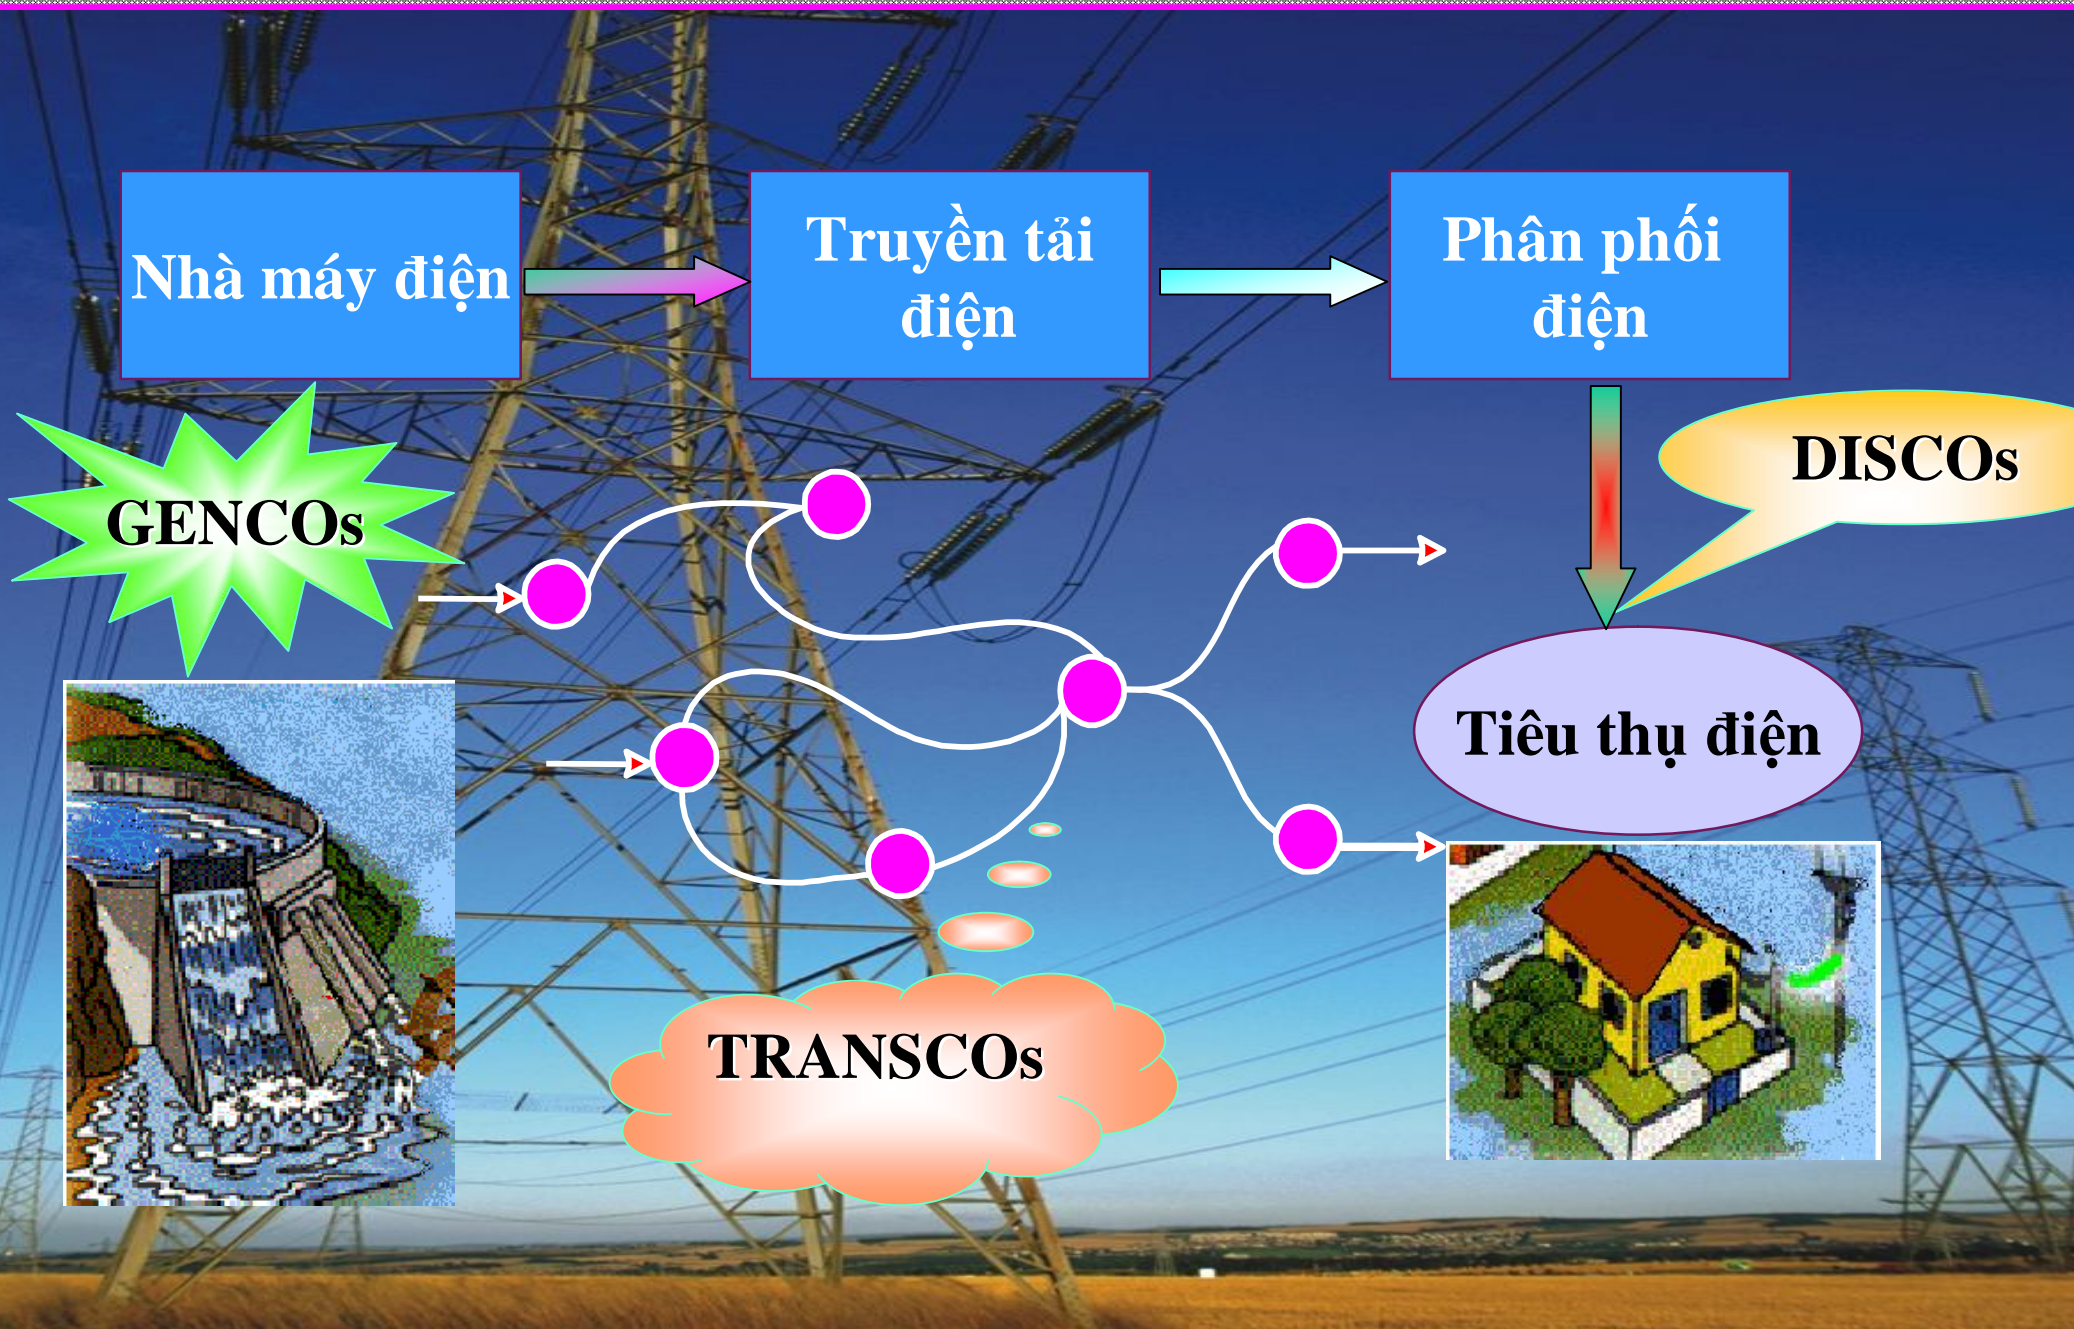 Nhà máy điện
Truyền tải
điện
Phân phối
điện
GENCOs
DISCOs
Tiêu thụ điện
TRANSCOs